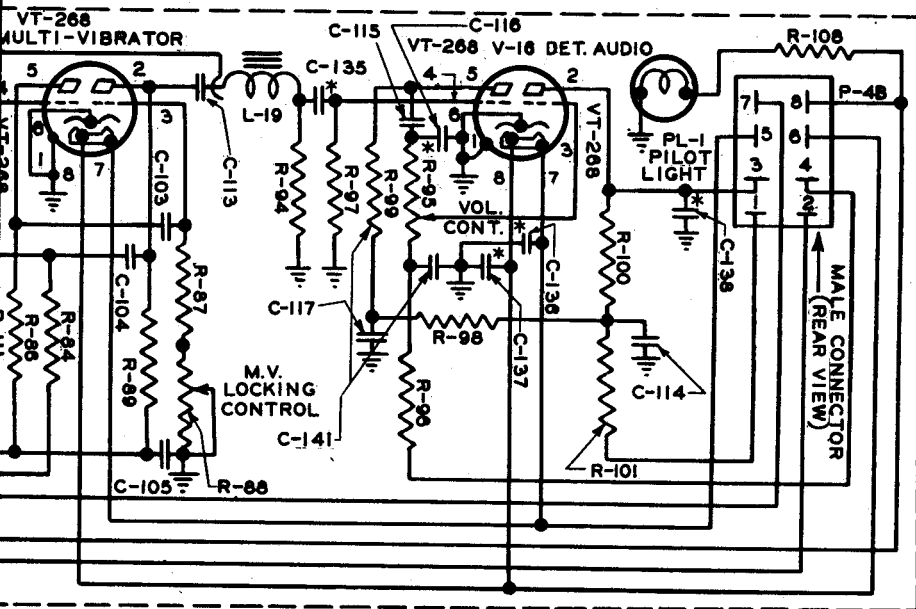 VT-268
MULTI-VIBRATOR
C-115
C-116
VT-268 V-16 DET. AUDIO
R-108
5
2
C-135
*
4
5
2
7
8
P-4B
4
3
L-19
6
6
1
8
7
1
8
7
3
VT-268
*
PL-1
PILOT
LIGHT
5
6
3
4
1
2
C-103
C-113
R-94
R-97
R-99
R-95
VOL.
CONT.
*
*
*
C-136
R-100
C-138
C-104
R-87
C-117
R-98
C-137
R-86
R-84
R-89
M.V.
LOCKING
CONTROL
R-96
C-114
MALE CONNECTOR
(REAR VIEW)
C-141
R-101
C-105
R-88